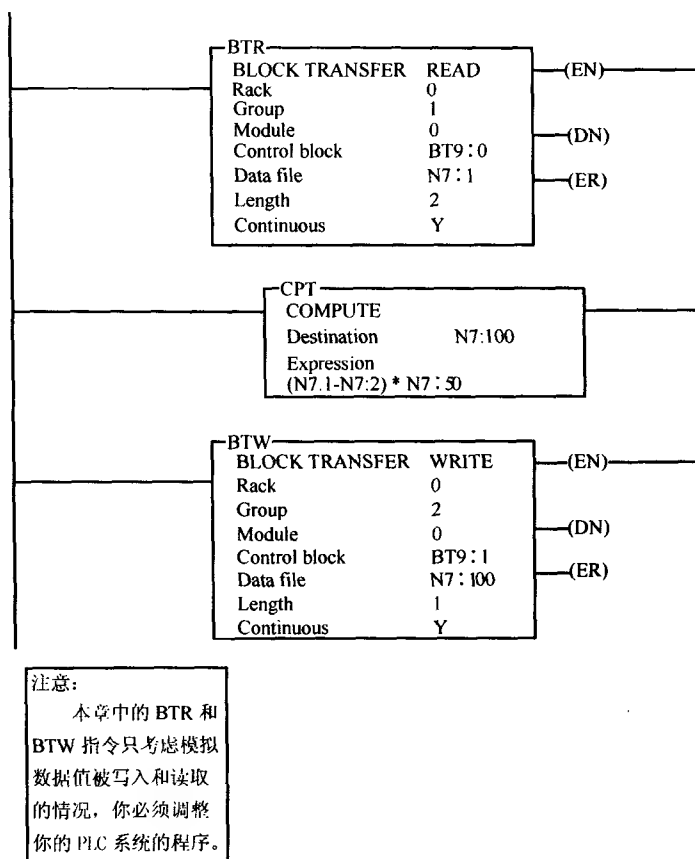 BTR
BLOCK TRANSFER READ (EN)
Rack 0
Group 1
Module 0 (DN)
Control block BT9:0
Data file N7:1 (ER)
Length 2
Continuous Y
CPT
COMPUTE
Destination N7:100
Expression
(N7.1-N7:2) * N7:50
BTW
BLOCK TRANSFER WRITE (EN)
Rack 0
Group 2
Module 0 (DN)
Control block BT9:1
Data file N7:100 (ER)
Length 1
Continuous Y
注意:
本章中的 BTR 和
BTW 指令只考虑模拟
数据值被写入和读取
的情况，你必须调整
你的 PLC 系统的程序。